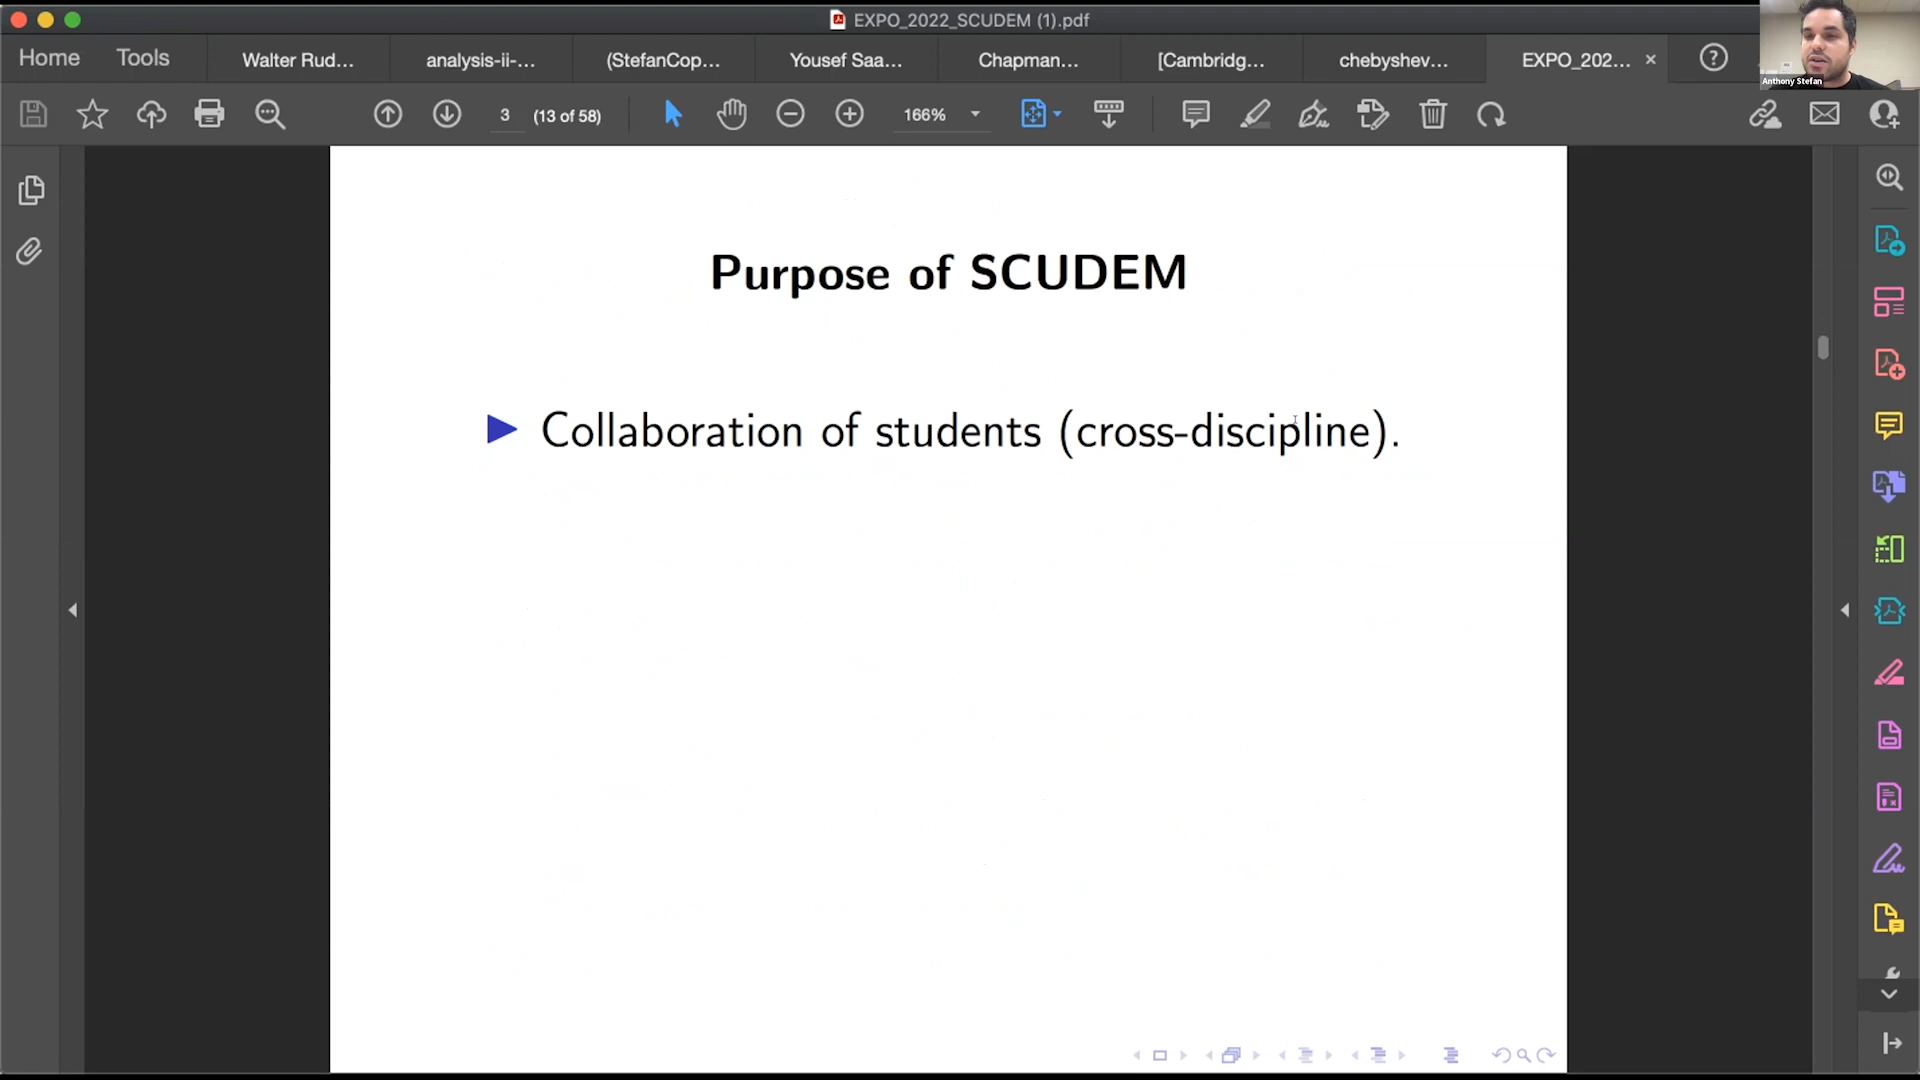 EXPO_2022_SCUDEM (1).pdf
Home
Tools
Walter Rud...
analysis-ii-...
(StefanCop...
Yousef Saa...
Chapman...
[Cambridg...
chebyshev...
EXPO_202...
Anthony Stefan
3
(13 of 58)
166%
Purpose of SCUDEM
Collaboration of students (cross-discipline).